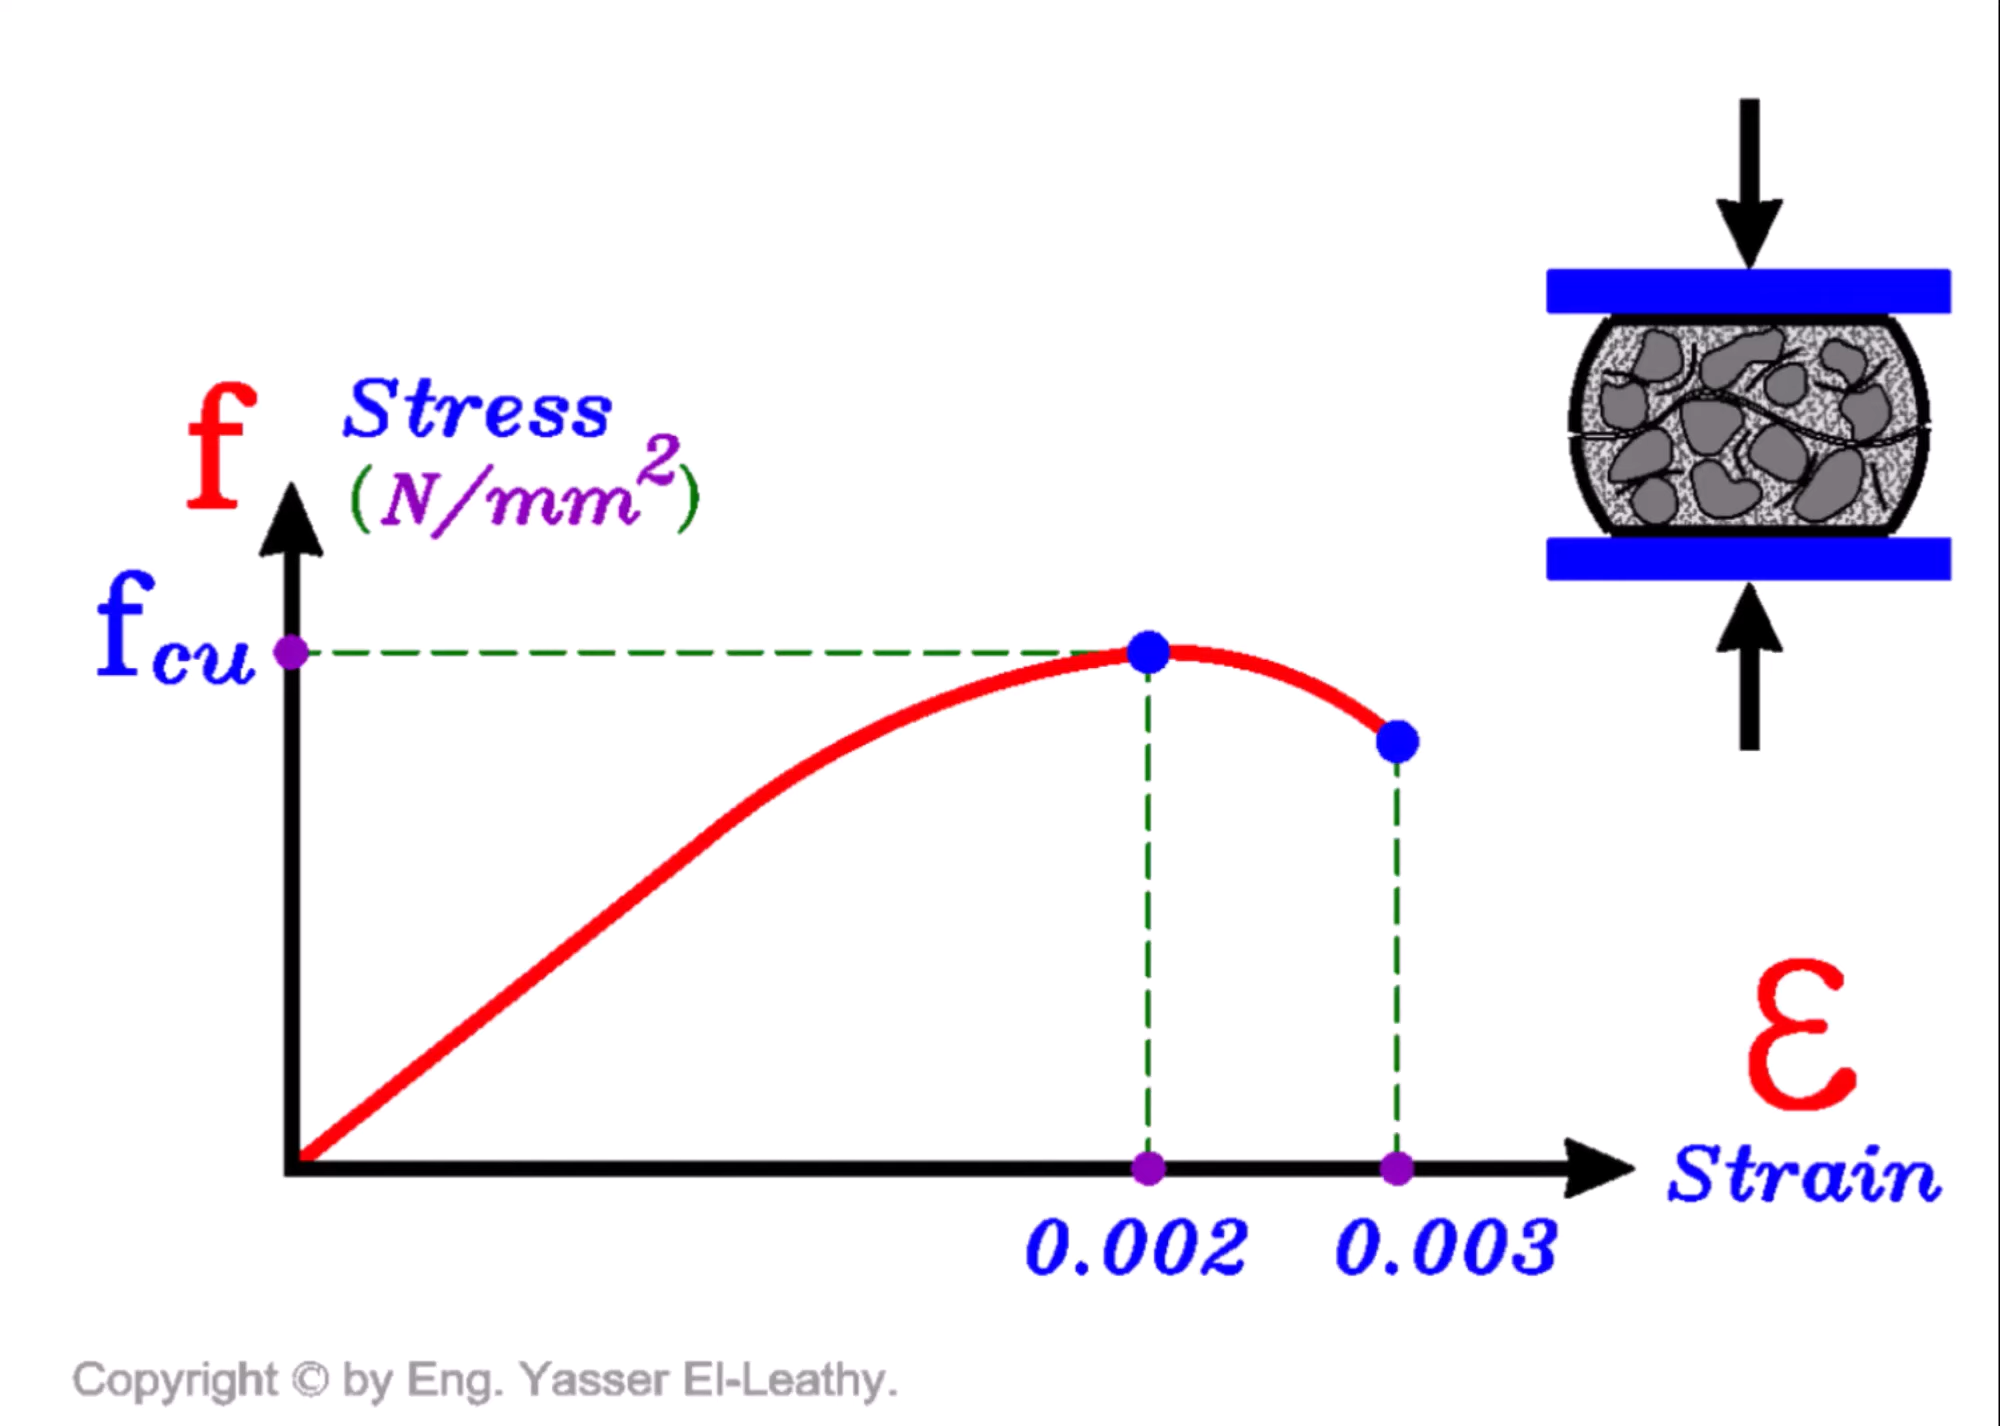 f Stress
(N/mm²)
fcu
ε
Strain
0.002 0.003
Copyright © by Eng. Yasser El-Leathy.